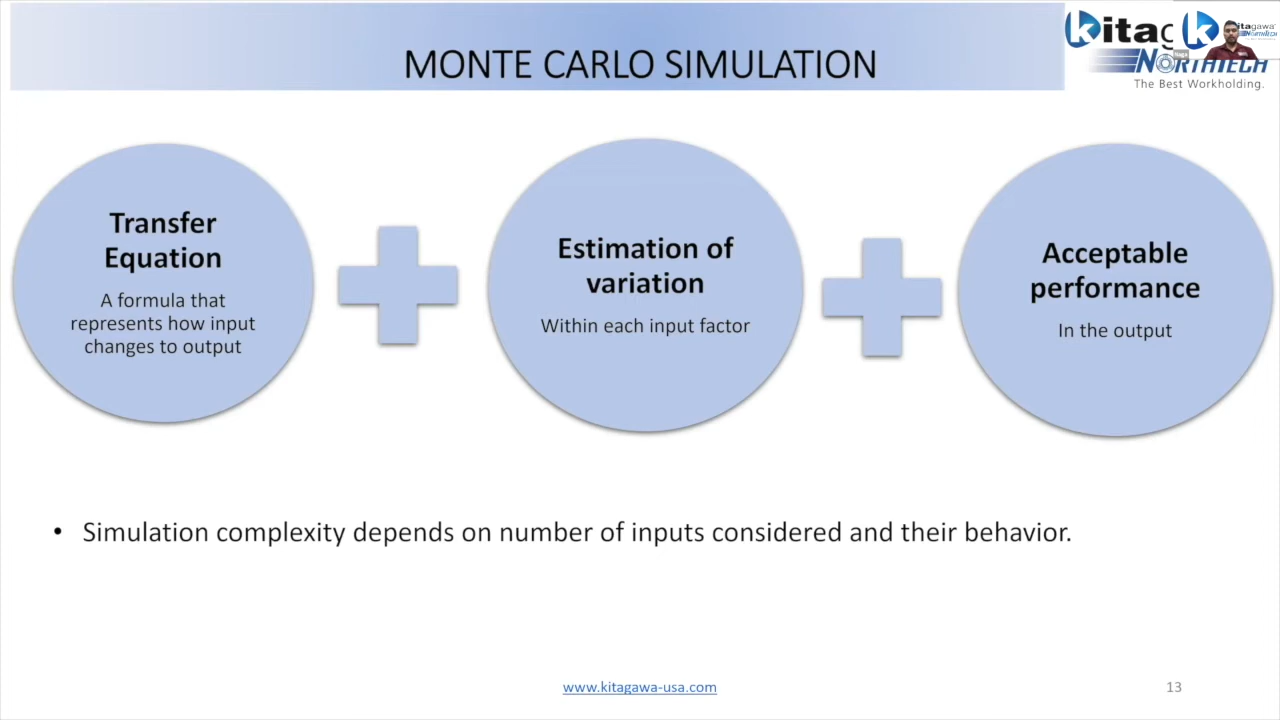 MONTE CARLO SIMULATION
kitag
NORTHTECH
The Best Workholding.
Transfer
Equation
A formula that
represents how input
changes to output
Estimation of
variation
Within each input factor
Acceptable
performance
In the output
• Simulation complexity depends on number of inputs considered and their behavior.
www.kitagawa-usa.com
13